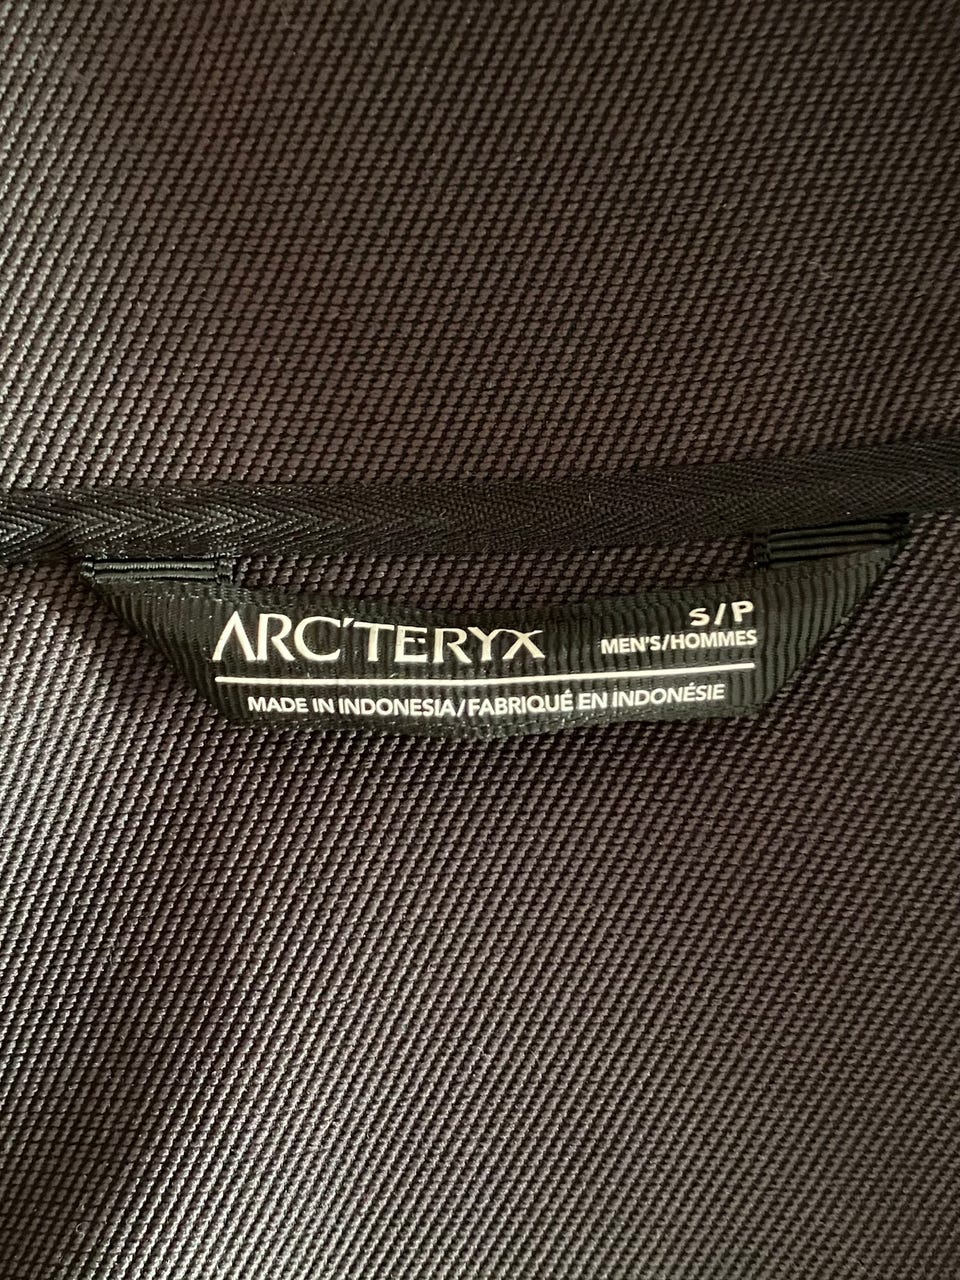 ARC'TERYX
S/P
MEN'S/HOMMES
MADE IN INDONESIA/FABRIQUÉ EN INDONÉSIE